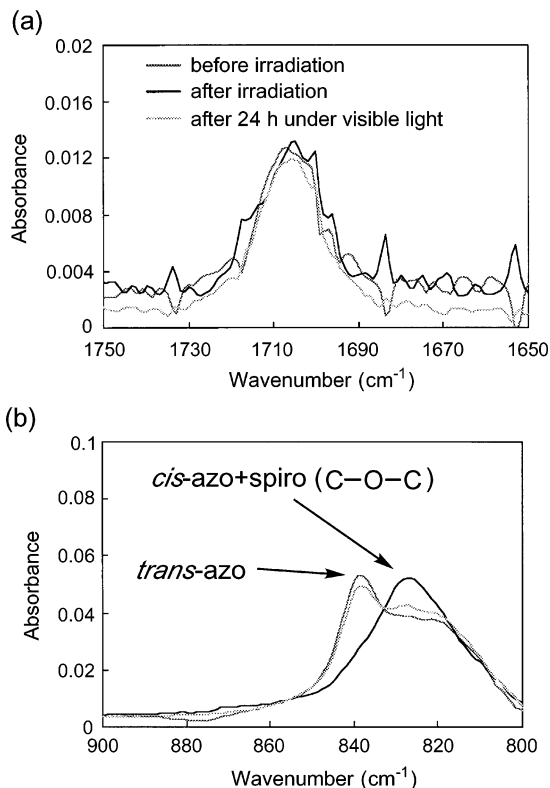 (a)
0.02
0.016
0.012
0.008
0.004
0
Absorbance
before irradiation
after irradiation
after 24 h under visible light
1750 1730 1710 1690 1670 1650
Wavenumber (cm⁻¹)
(b)
0.1
0.08
0.06
0.04
0.02
0
Absorbance
cis-azo+spiro (C–O–C)
trans-azo
900 880 860 840 820 800
Wavenumber (cm⁻¹)